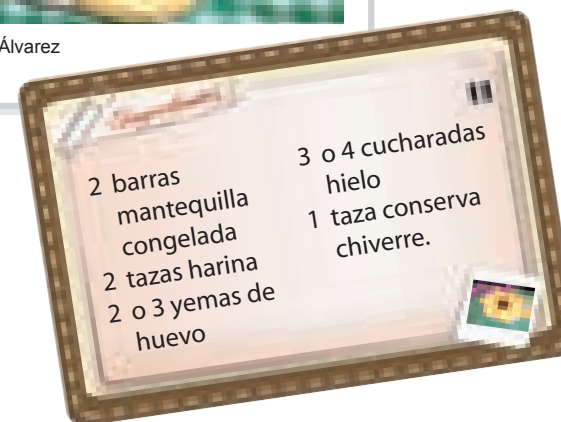 Álvarez
2 barras
mantequilla
congelada
2 tazas harina
2 o 3 yemas de
huevo
3 o 4 cucharadas
hielo
1 taza conserva
chiverre.